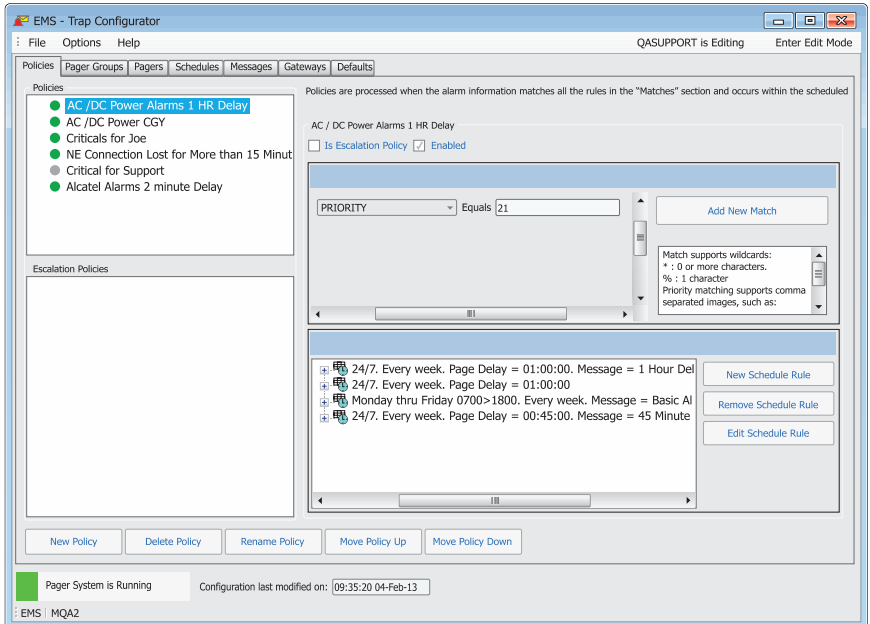 EMS - Trap Configurator
File Options Help QASUPPORT is Editing Enter Edit Mode
Policies Pager Groups Pagers Schedules Messages Gateways Defaults
Policies
AC /DC Power Alarms 1 HR Delay
AC /DC Power CGY
Criticals for Joe
NE Connection Lost for More than 15 Minut
Critical for Support
Alcatel Alarms 2 minute Delay
Escalation Policies
Policies are processed when the alarm information matches all the rules in the “Matches” section and occurs within the scheduled
AC / DC Power Alarms 1 HR Delay
Is Escalation Policy Enabled
PRIORITY Equals 21
Add New Match
Match supports wildcards:
* : 0 or more characters.
% : 1 character
Priority matching supports comma
separated images, such as:
24/7. Every week. Page Delay = 01:00:00. Message = 1 Hour Del
24/7. Every week. Page Delay = 01:00:00
Monday thru Friday 0700>1800. Every week. Message = Basic Al
24/7. Every week. Page Delay = 00:45:00. Message = 45 Minute
New Schedule Rule
Remove Schedule Rule
Edit Schedule Rule
New Policy Delete Policy Rename Policy Move Policy Up Move Policy Down
Pager System is Running Configuration last modified on: 09:35:20 04-Feb-13
EMS MQA2